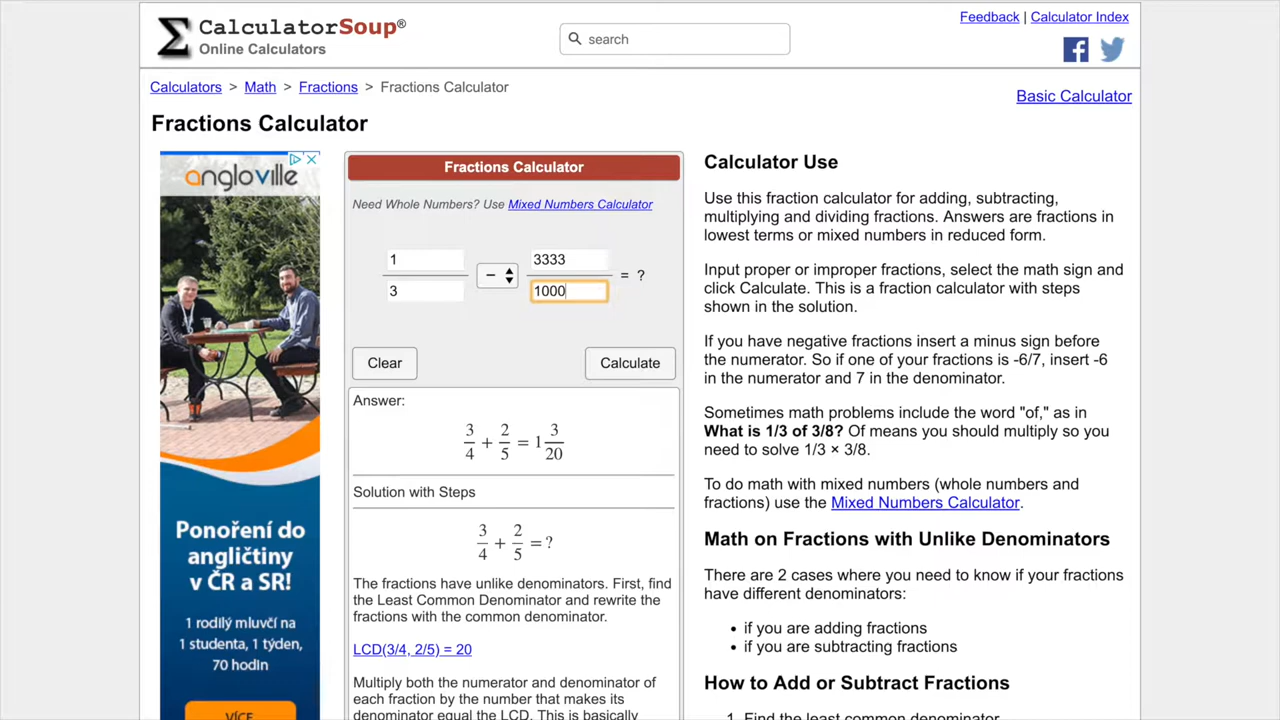 CalculatorSoup®
Online Calculators
search
Feedback | Calculator Index
Calculators > Math > Fractions > Fractions Calculator
Basic Calculator
Fractions Calculator
angloville
Ponoření do
angličtiny
v ČR a SR!
1 rodilý mluvčí na
1 studenta, 1 týden,
70 hodin
VÍCE
Fractions Calculator
Need Whole Numbers? Use Mixed Numbers Calculator
1 3333
− = ?
3 1000
Clear Calculate
Answer:
3/4 + 2/5 = 1 3/20
Solution with Steps
3/4 + 2/5 = ?
The fractions have unlike denominators. First, find
the Least Common Denominator and rewrite the
fractions with the common denominator.
LCD(3/4, 2/5) = 20
Multiply both the numerator and denominator of
each fraction by the number that makes its
denominator equal the LCD. This is basically
Calculator Use
Use this fraction calculator for adding, subtracting,
multiplying and dividing fractions. Answers are fractions in
lowest terms or mixed numbers in reduced form.
Input proper or improper fractions, select the math sign and
click Calculate. This is a fraction calculator with steps
shown in the solution.
If you have negative fractions insert a minus sign before
the numerator. So if one of your fractions is -6/7, insert -6
in the numerator and 7 in the denominator.
Sometimes math problems include the word "of," as in
What is 1/3 of 3/8? Of means you should multiply so you
need to solve 1/3 × 3/8.
To do math with mixed numbers (whole numbers and
fractions) use the Mixed Numbers Calculator.
Math on Fractions with Unlike Denominators
There are 2 cases where you need to know if your fractions
have different denominators:
• if you are adding fractions
• if you are subtracting fractions
How to Add or Subtract Fractions
1. Find the least common denominator